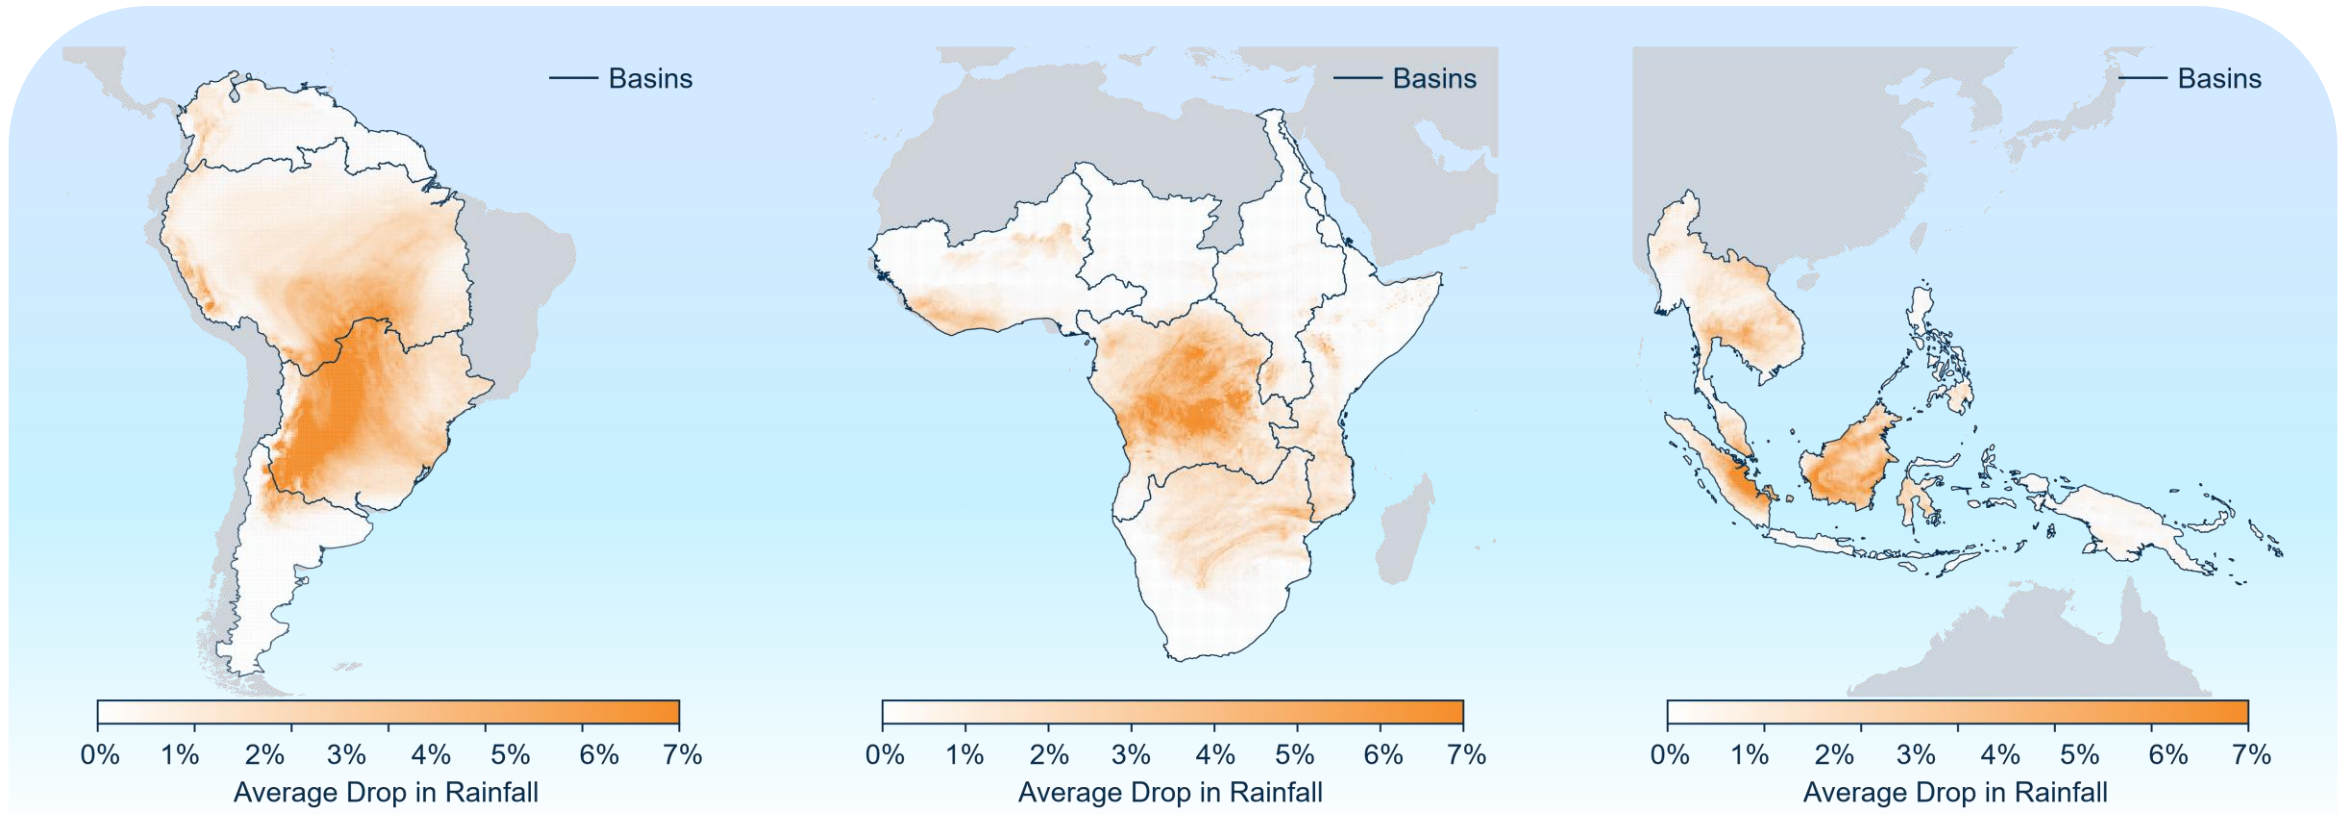 Basins
0% 1% 2% 3% 4% 5% 6% 7%
Average Drop in Rainfall
Basins
0% 1% 2% 3% 4% 5% 6% 7%
Average Drop in Rainfall
Basins
0% 1% 2% 3% 4% 5% 6% 7%
Average Drop in Rainfall